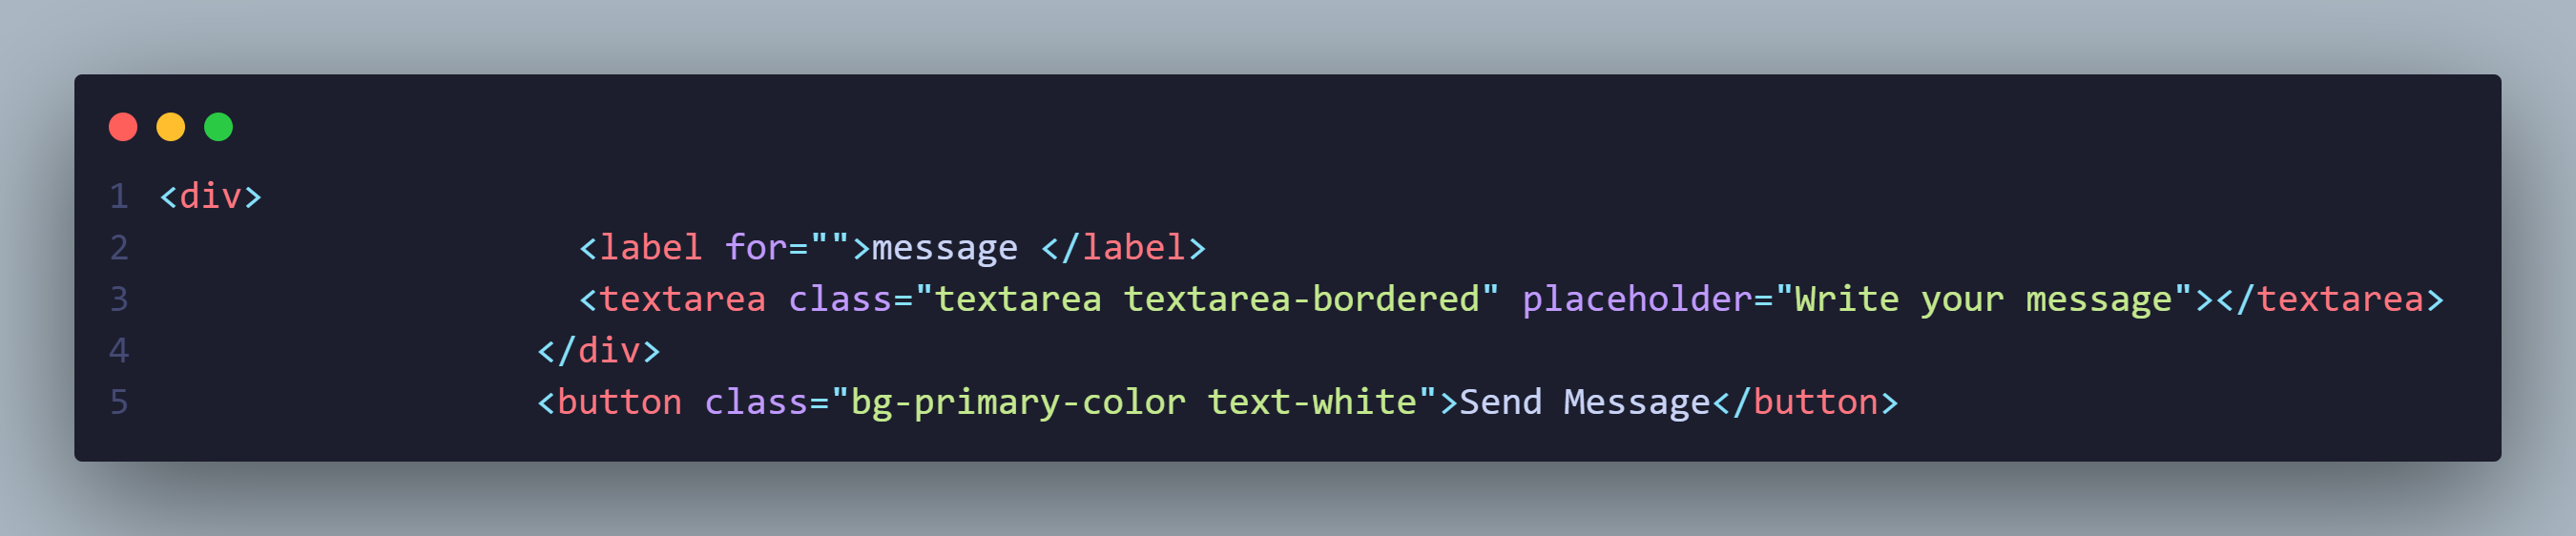 1 <div>
2                     <label for="">message </label>
3                     <textarea class="textarea textarea-bordered" placeholder="Write your message"></textarea>
4                   </div>
5                   <button class="bg-primary-color text-white">Send Message</button>